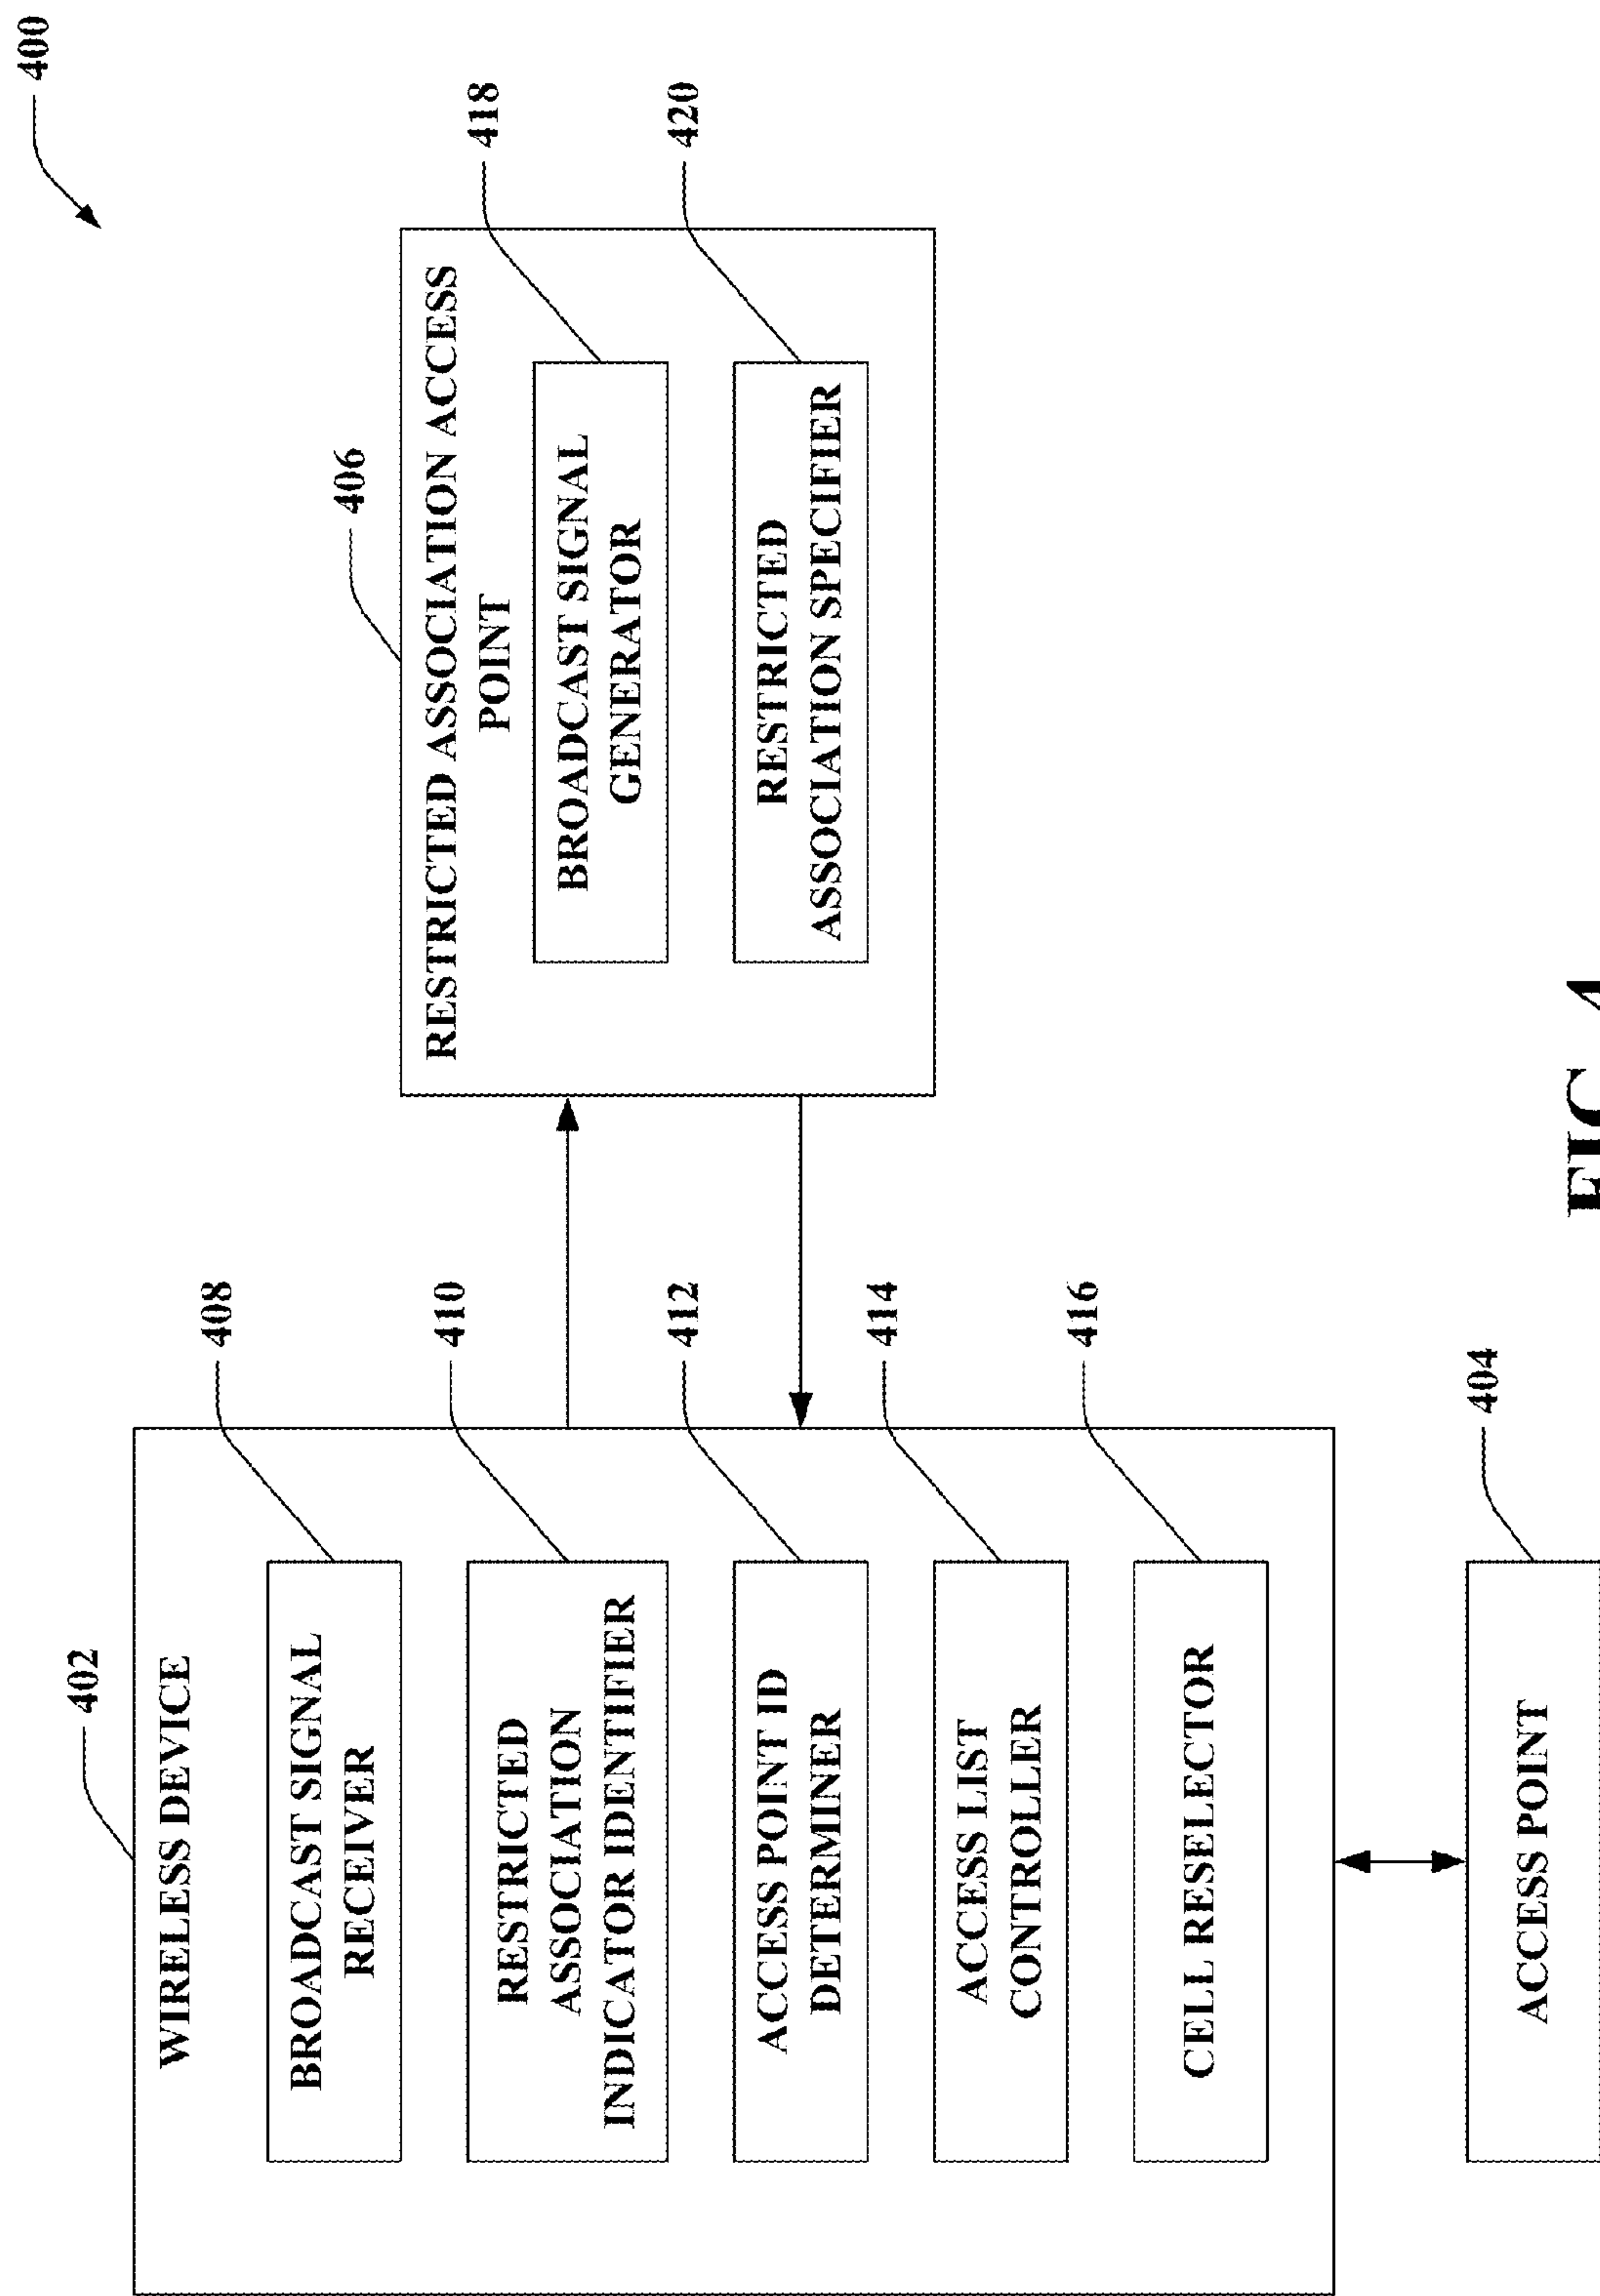 400
402
WIRELESS DEVICE
408
BROADCAST SIGNAL
RECEIVER
410
RESTRICTED
ASSOCIATION
INDICATOR IDENTIFIER
412
ACCESS POINT ID
DETERMINER
414
ACCESS LIST
CONTROLLER
416
CELL RESELECTOR
406
RESTRICTED ASSOCIATION ACCESS
POINT
418
BROADCAST SIGNAL
GENERATOR
420
RESTRICTED
ASSOCIATION SPECIFIER
404
ACCESS POINT
FIG. 4